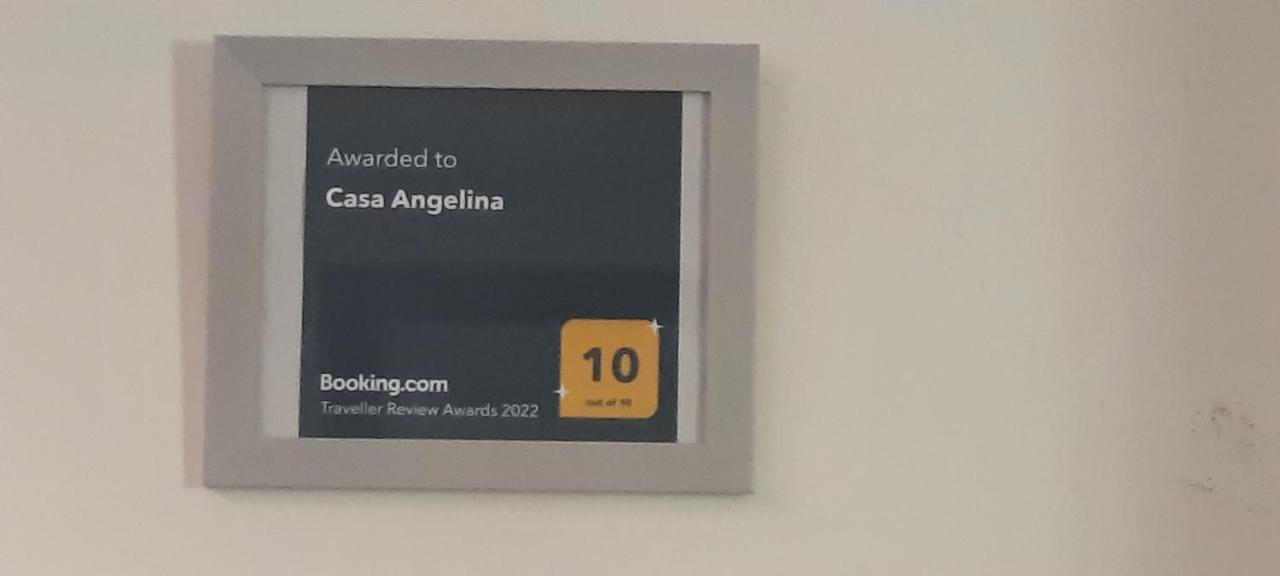 Awarded to
Casa Angelina
10
out of 10
Booking.com
Traveller Review Awards 2022